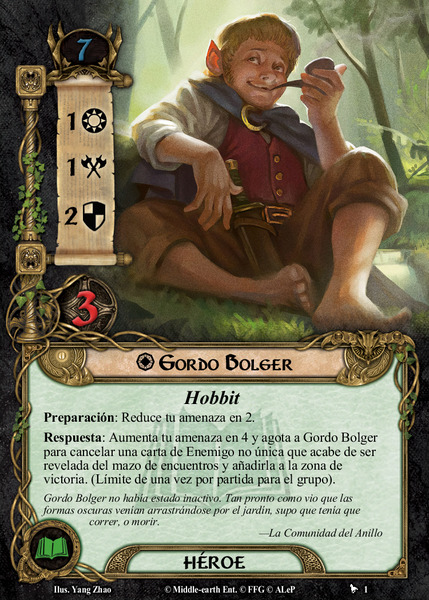 7
1
1
2
3
Gordo Bolger
Hobbit
Preparación: Reduce tu amenaza en 2.
Respuesta: Aumenta tu amenaza en 4 y agota a Gordo Bolger
para cancelar una carta de Enemigo no única que acabe de ser
revelada del mazo de encuentros y añadirla a la zona de
victoria. (Límite de una vez por partida para el grupo).
Gordo Bolger no había estado inactivo. Tan pronto como vio que las
formas oscuras venían arrastrándose por el jardín, supo que tenía que
correr, o morir.
—La Comunidad del Anillo
HÉROE
Ilus. Yang Zhao © Middle-earth Ent. © FFG © ALeP 1